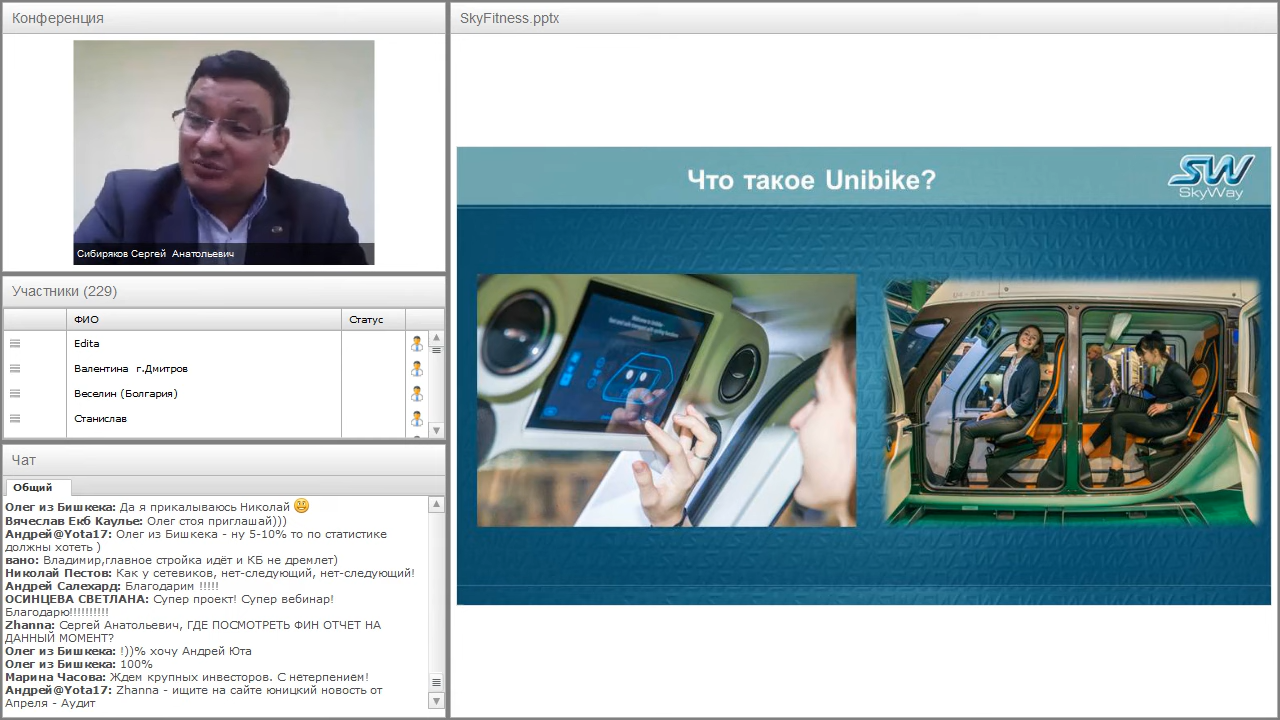 Конференция
Сибиряков Сергей Анатольевич
Участники (229)
ФИО
Статус
Edita
Валентина г.Дмитров
Веселин (Болгария)
Станислав
Чат
Общий
Олег из Бишкека: Да я прикалываюсь Николай
Вячеслав Екб Каулье: Олег стоя приглашай)))
Андрей@Yota17: Олег из Бишкека - ну 5-10% то по статистике
должны хотеть )
вано: Владимир,главное стройка идёт и КБ не дремлет)
Николай Пестов: Как у сетевиков, нет-следующий, нет-следующий!
Андрей Салехард: Благодарим !!!!!
ОСИНЦЕВА СВЕТЛАНА: Супер проект! Супер вебинар!
Благодарю!!!!!!!!!!
Zhanna: Сергей Анатольевич, ГДЕ ПОСМОТРЕТЬ ФИН ОТЧЕТ НА
ДАННЫЙ МОМЕНТ?
Олег из Бишкека: !))% хочу Андрей Юта
Олег из Бишкека: 100%
Марина Часова: Ждем крупных инвесторов. С нетерпением!
Андрей@Yota17: Zhanna - ищите на сайте юницкий новость от
Апреля - Аудит
SkyFitness.pptx
Что такое Unibike?
SW
SkyWay